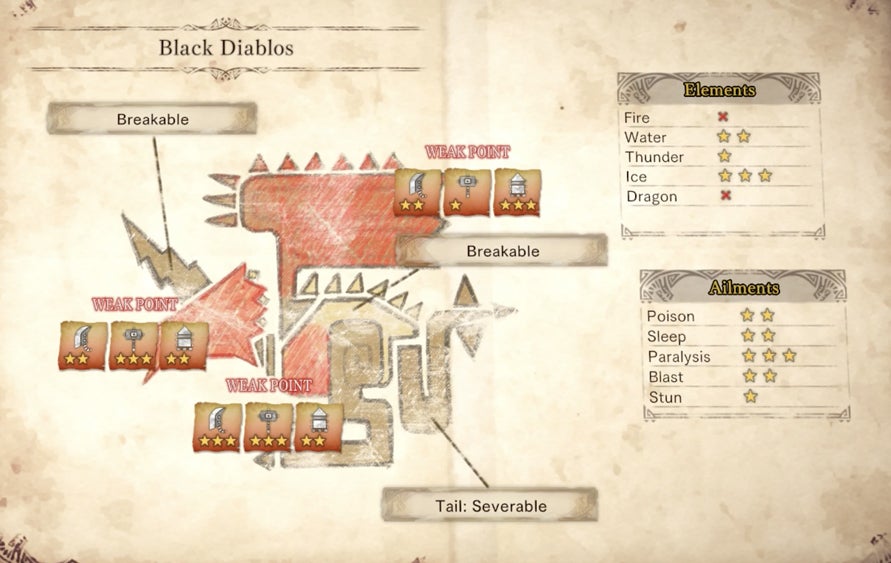 Black Diablos
Breakable
WEAK POINT
Breakable
WEAK POINT
WEAK POINT
Tail: Severable
Elements
Fire
Water
Thunder
Ice
Dragon
Ailments
Poison
Sleep
Paralysis
Blast
Stun